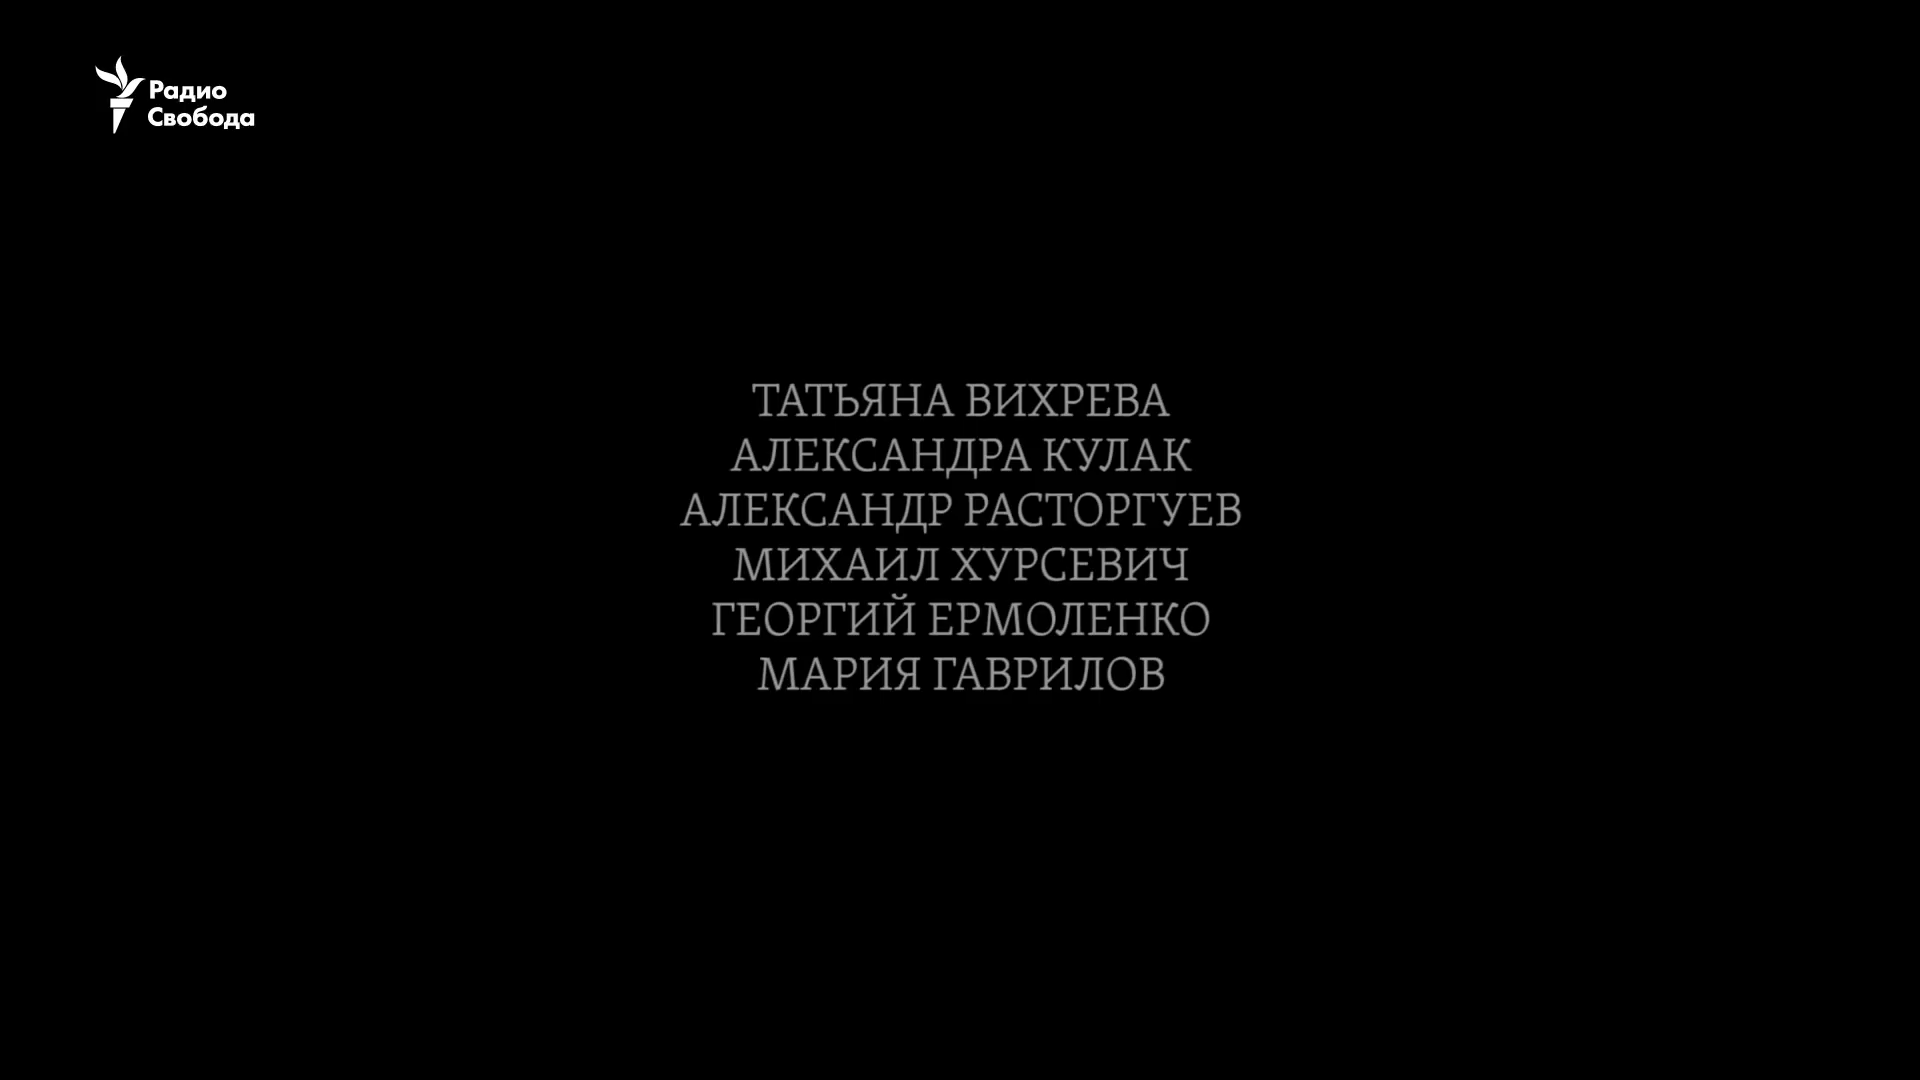 Радио
Свобода
ТАТЬЯНА ВИХРЕВА
АЛЕКСАНДРА КУЛАК
АЛЕКСАНДР РАСТОРГУЕВ
МИХАИЛ ХУРСЕВИЧ
ГЕОРГИЙ ЕРМОЛЕНКО
МАРИЯ ГАВРИЛОВ